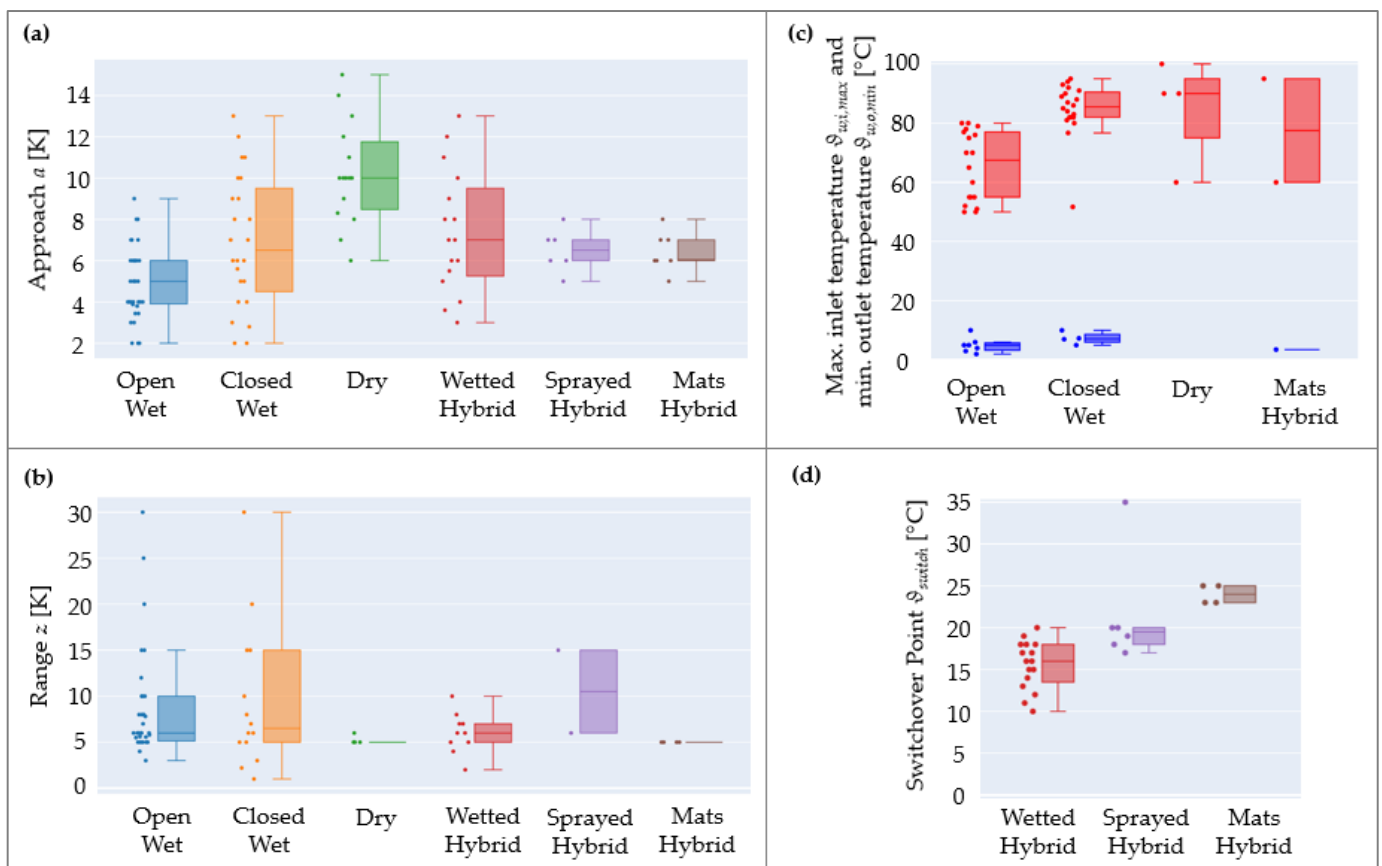 (a)
Approach a [K]
14
12
10
8
6
4
2
Open Wet
Closed Wet
Dry
Wetted Hybrid
Sprayed Hybrid
Mats Hybrid
(c)
Max. inlet temperature ϑw,i,max and
min. outlet temperature ϑw,o,min [°C]
100
80
60
40
20
0
Open Wet
Closed Wet
Dry
Mats Hybrid
(b)
Range z [K]
30
25
20
15
10
5
0
Open Wet
Closed Wet
Dry
Wetted Hybrid
Sprayed Hybrid
Mats Hybrid
(d)
Switchover Point ϑswitch [°C]
35
30
25
20
15
10
5
0
Wetted Hybrid
Sprayed Hybrid
Mats Hybrid